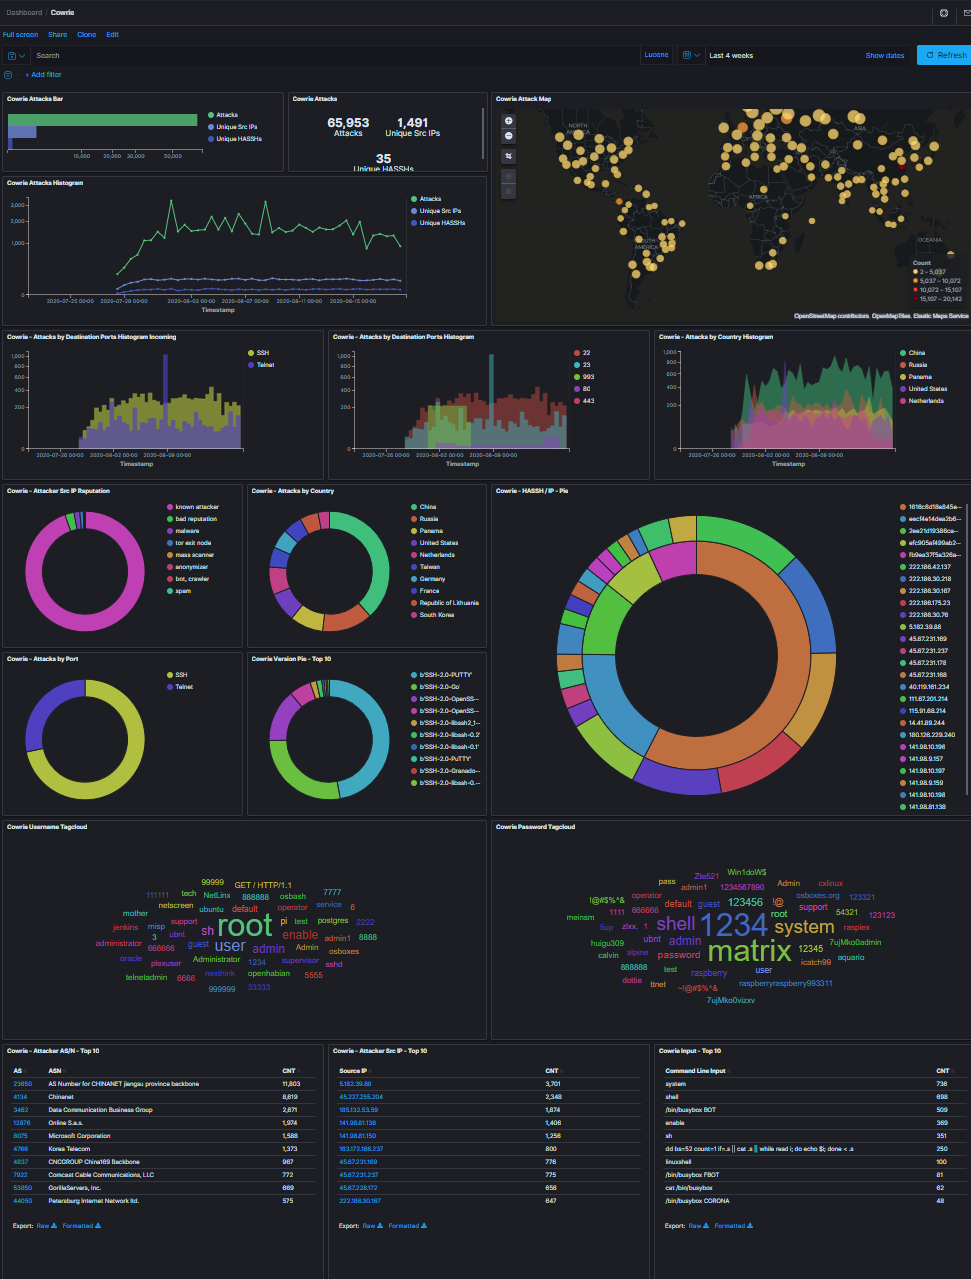 Dashboard / Cowrie
Full screen Share Clone Edit
Search Lucene Last 4 weeks Show dates Refresh
+ Add filter
Cowrie Attacks Bar
Attacks
Unique Src IPs
Unique HASSHs
10,000 20,000 30,000 50,000
Cowrie Attacks
65,953 1,491
Attacks Unique Src IPs
35
Unique HASSHs
Cowrie Attack Map
NORTH AMERICA
ASIA
AFRICA
SOUTH AMERICA
OCEANIA
Count
2 – 5,037
5,037 – 10,072
10,072 – 15,107
15,107 – 20,142
OpenStreetMap contributors, OpenMapTiles, Elastic Maps Service
Cowrie Attacks Histogram
3,000
2,000
1,000
0
2020-07-25 00:00 2020-07-29 00:00 2020-08-03 00:00 2020-08-07 00:00 2020-08-11 00:00 2020-08-15 00:00
Timestamp
Attacks
Unique Src IPs
Unique HASSHs
Cowrie - Attacks by Destination Ports Histogram Incoming
1,000
800
600
400
200
0
2020-07-26 00:00 2020-08-02 00:00 2020-08-09 00:00
Timestamp
SSH
Telnet
Cowrie - Attacks by Destination Ports Histogram
1,000
800
600
400
200
0
2020-07-26 00:00 2020-08-02 00:00 2020-08-09 00:00
Timestamp
22
23
993
80
443
Cowrie - Attacks by Country Histogram
1,000
800
600
400
200
0
2020-07-26 00:00 2020-08-02 00:00 2020-08-09 00:00
Timestamp
China
Russia
Panama
United States
Netherlands
Cowrie - Attacker Src IP Reputation
known attacker
bad reputation
malware
tor exit node
mass scanner
anonymizer
bot, crawler
spam
Cowrie - Attacks by Country
China
Russia
Panama
United States
Netherlands
Taiwan
Germany
France
Republic of Lithuania
South Korea
Cowrie - HASSH / IP - Pie
1616c6d18e845e…
eecf4e14dea2b6…
2ee21d19386ca…
efc905af499ab2…
fb9ea37f5a326a…
222.186.42.137
222.186.30.218
222.186.30.167
222.186.175.23
222.186.30.76
5.182.39.88
45.67.231.169
45.67.231.237
45.67.231.178
45.67.231.168
40.119.161.234
111.67.201.214
115.91.68.214
14.41.89.244
180.126.229.240
141.98.10.196
141.98.9.157
141.98.10.197
141.98.9.159
141.98.10.198
141.98.81.138
Cowrie - Attacks by Port
SSH
Telnet
Cowrie Version Pie - Top 10
b'SSH-2.0-PUTTY'
b'SSH-2.0-Go'
b'SSH-2.0-OpenSS…
b'SSH-2.0-OpenSS…
b'SSH-2.0-libssh2_1…
b'SSH-2.0-libssh-0.2'
b'SSH-2.0-libssh-0.1'
b'SSH-2.0-PuTTY'
b'SSH-2.0-Granado…
b'SSH-2.0-libssh-0.…
Cowrie Username Tagcloud
99999 GET / HTTP/1.1
111111 tech NetLinx 888888 osbash 7777
netscreen ubuntu default operator service 6
mother support root pi test postgres 2222
jenkins misp sh
3 ubnt enable admin1 8888
administrator 666666 guest user admin Admin osboxes
oracle plexuser Administrator 1234 supervisor sshd
telnetadmin 6666 nexthink openhabian 5555
999999 33333
Cowrie Password Tagcloud
Zte521 Win1doW$
pass admin1 1234567890 Admin cxlinux
operator osboxes.org 123321
!@#$%^& default guest 123456 !@ support
meinsm 1111 666666 root 54321 123123
5up zlxx. 1 shell 1234 system rasplex
huigu309 ubnt admin 7ujMko0admin
calvin alpine password matrix 12345 aquario
888888 test raspberry user icatch99
dottie ttnet ~!@#$%^& raspberryraspberry993311
7ujMko0vizxv
Cowrie - Attacker AS/N - Top 10
AS ASN CNT
23650 AS Number for CHINANET jiangsu province backbone 11,803
4134 Chinanet 8,619
3462 Data Communication Business Group 2,671
12876 Online S.a.s. 1,974
8075 Microsoft Corporation 1,588
4766 Korea Telecom 1,373
4837 CNCGROUP China169 Backbone 967
7922 Comcast Cable Communications, LLC 772
53850 GorillaServers, Inc. 669
44050 Petersburg Internet Network ltd. 575
Export: Raw Formatted
Cowrie - Attacker Src IP - Top 10
Source IP CNT
5.182.39.88 3,701
45.227.255.204 2,348
185.132.53.59 1,874
141.98.81.138 1,406
141.98.81.150 1,256
163.172.168.237 800
45.67.231.169 776
45.67.231.237 712
45.67.228.172 656
222.186.30.167 647
Export: Raw Formatted
Cowrie Input - Top 10
Command Line Input CNT
system 736
shell 698
/bin/busybox BOT 509
enable 369
sh 351
dd bs=52 count=1 if=.s || cat .s || while read i; do echo $i; done < .s 250
linuxshell 100
/bin/busybox FBOT 81
cat /bin/busybox 62
/bin/busybox CORONA 48
Export: Raw Formatted